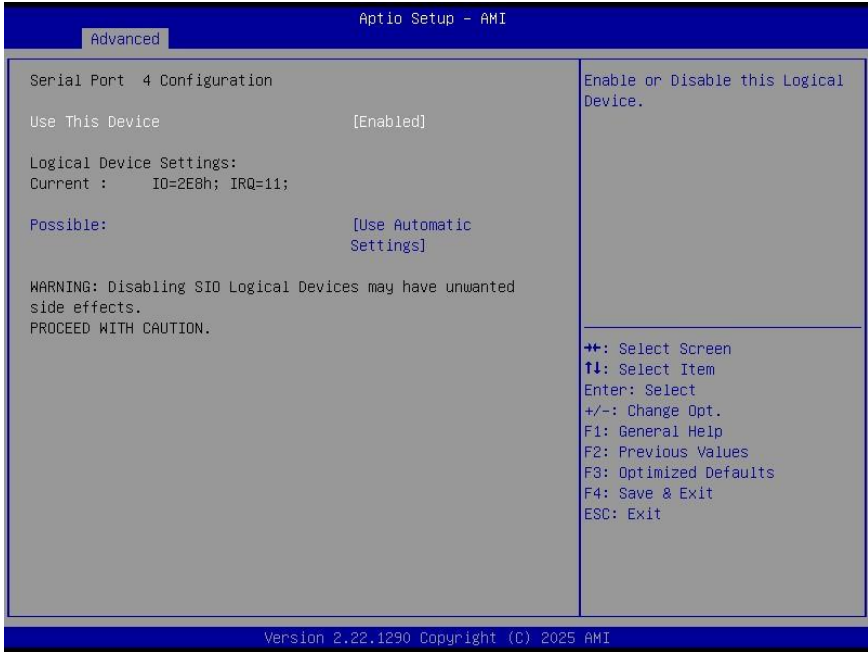 Aptio Setup – AMI
Advanced
Serial Port  4 Configuration
Use This Device [Enabled]
Logical Device Settings:
Current :    IO=2E8h; IRQ=11;
Possible: [Use Automatic
Settings]
WARNING: Disabling SIO Logical Devices may have unwanted
side effects.
PROCEED WITH CAUTION.
Enable or Disable this Logical
Device.
→←: Select Screen
↑↓: Select Item
Enter: Select
+/-: Change Opt.
F1: General Help
F2: Previous Values
F3: Optimized Defaults
F4: Save & Exit
ESC: Exit
Version 2.22.1290 Copyright (C) 2025 AMI